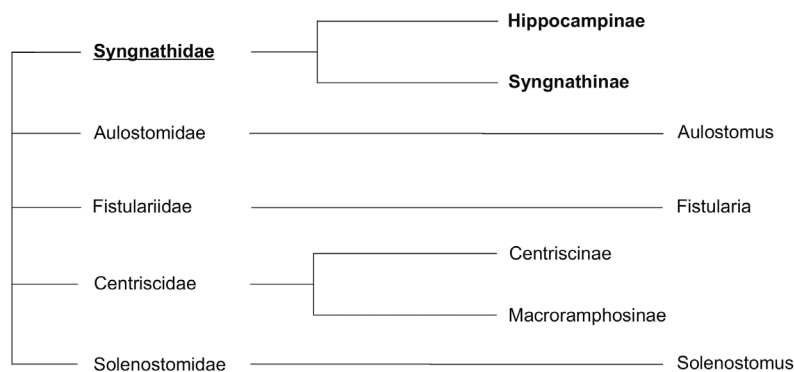 Hippocampinae
Syngnathidae
Syngnathinae
Aulostomidae Aulostomus
Fistulariidae Fistularia
Centriscinae
Centriscidae
Macroramphosinae
Solenostomidae Solenostomus